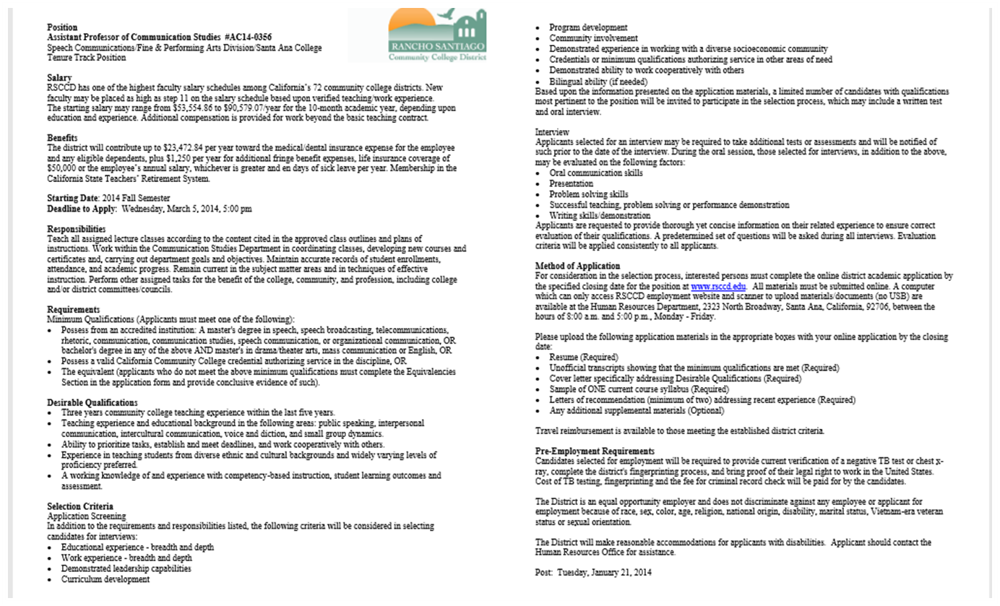 Position
Assistant Professor of Communication Studies #AC14-0356
Speech Communications/Fine & Performing Arts Division/Santa Ana College
Tenure Track Position
RANCHO SANTIAGO
Community College District
Salary
RSCCD has one of the highest faculty salary schedules among California's 72 community college districts. New
faculty may be placed as high as step 11 on the salary schedule based upon verified teaching/work experience.
The starting salary may range from $53,554.86 to $90,579.07/year for the 10-month academic year, depending upon
education and experience. Additional compensation is provided for work beyond the basic teaching contract.
Benefits
The district will contribute up to $23,472.84 per year toward the medical/dental insurance expense for the employee
and any eligible dependents, plus $1,250 per year for additional fringe benefit expenses, life insurance coverage of
$50,000 or the employee's annual salary, whichever is greater and en days of sick leave per year. Membership in the
California State Teachers' Retirement System.
Starting Date: 2014 Fall Semester
Deadline to Apply: Wednesday, March 5, 2014, 5:00 pm
Responsibilities
Teach all assigned lecture classes according to the content cited in the approved class outlines and plans of
instructions. Work within the Communication Studies Department in coordinating classes, developing new courses and
certificates and, carrying out department goals and objectives. Maintain accurate records of student enrollments,
attendance, and academic progress. Remain current in the subject matter areas and in techniques of effective
instruction. Perform other assigned tasks for the benefit of the college, community, and profession, including college
and/or district committees/councils.
Requirements
Minimum Qualifications (Applicants must meet one of the following):
• Possess from an accredited institution: A master's degree in speech, speech broadcasting, telecommunications,
rhetoric, communication, communication studies, speech communication, or organizational communication, OR
bachelor's degree in any of the above AND master's in drama/theater arts, mass communication or English, OR
• Possess a valid California Community College credential authorizing service in the discipline, OR
• The equivalent (applicants who do not meet the above minimum qualifications must complete the Equivalencies
Section in the application form and provide conclusive evidence of such).
Desirable Qualifications
• Three years community college teaching experience within the last five years.
• Teaching experience and educational background in the following areas: public speaking, interpersonal
communication, intercultural communication, voice and diction, and small group dynamics.
• Ability to prioritize tasks, establish and meet deadlines, and work cooperatively with others.
• Experience in teaching students from diverse ethnic and cultural backgrounds and widely varying levels of
proficiency preferred.
• A working knowledge of and experience with competency-based instruction, student learning outcomes and
assessment.
Selection Criteria
Application Screening
In addition to the requirements and responsibilities listed, the following criteria will be considered in selecting
candidates for interviews:
• Educational experience - breadth and depth
• Work experience - breadth and depth
• Demonstrated leadership capabilities
• Curriculum development
• Program development
• Community involvement
• Demonstrated experience in working with a diverse socioeconomic community
• Credentials or minimum qualifications authorizing service in other areas of need
• Demonstrated ability to work cooperatively with others
• Bilingual ability (if needed)
Based upon the information presented on the application materials, a limited number of candidates with qualifications
most pertinent to the position will be invited to participate in the selection process, which may include a written test
and oral interview.
Interview
Applicants selected for an interview may be required to take additional tests or assessments and will be notified of
such prior to the date of the interview. During the oral session, those selected for interviews, in addition to the above,
may be evaluated on the following factors:
• Oral communication skills
• Presentation
• Problem solving skills
• Successful teaching, problem solving or performance demonstration
• Writing skills/demonstration
Applicants are requested to provide thorough yet concise information on their related experience to ensure correct
evaluation of their qualifications. A predetermined set of questions will be asked during all interviews. Evaluation
criteria will be applied consistently to all applicants.
Method of Application
For consideration in the selection process, interested persons must complete the online district academic application by
the specified closing date for the position at www.rsccd.edu. All materials must be submitted online. A computer
which can only access RSCCD employment website and scanner to upload materials/documents (no USB) are
available at the Human Resources Department, 2323 North Broadway, Santa Ana, California, 92706, between the
hours of 8:00 a.m. and 5:00 p.m., Monday - Friday.
Please upload the following application materials in the appropriate boxes with your online application by the closing
date:
• Resume (Required)
• Unofficial transcripts showing that the minimum qualifications are met (Required)
• Cover letter specifically addressing Desirable Qualifications (Required)
• Sample of ONE current course syllabus (Required)
• Letters of recommendation (minimum of two) addressing recent experience (Required)
• Any additional supplemental materials (Optional)
Travel reimbursement is available to those meeting the established district criteria.
Pre-Employment Requirements
Candidates selected for employment will be required to provide current verification of a negative TB test or chest x-
ray, complete the district's fingerprinting process, and bring proof of their legal right to work in the United States.
Cost of TB testing, fingerprinting and the fee for criminal record check will be paid for by the candidates.
The District is an equal opportunity employer and does not discriminate against any employee or applicant for
employment because of race, sex, color, age, religion, national origin, disability, marital status, Vietnam-era veteran
status or sexual orientation.
The District will make reasonable accommodations for applicants with disabilities. Applicant should contact the
Human Resources Office for assistance.
Post: Tuesday, January 21, 2014